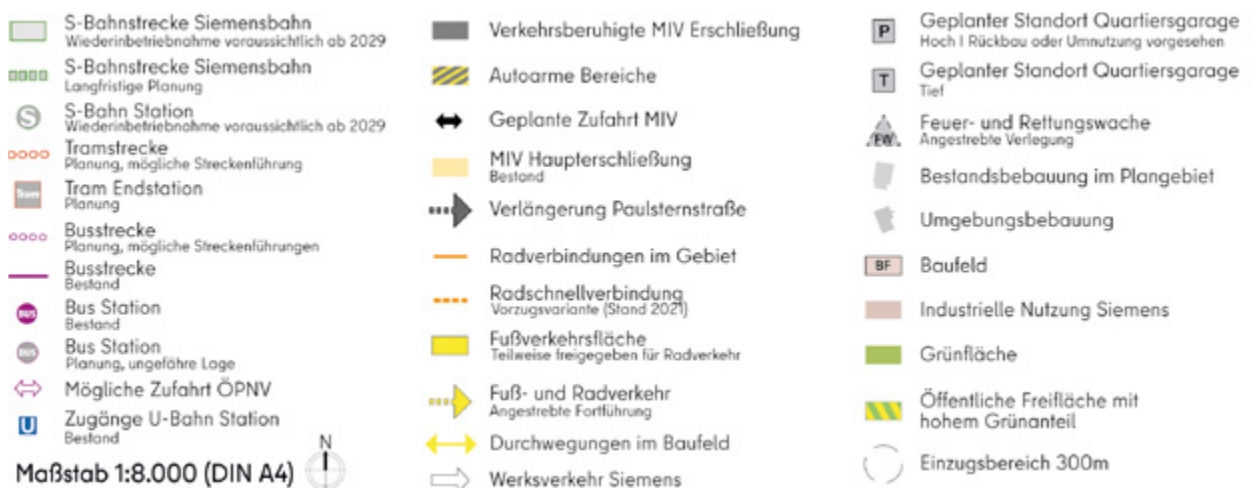 S-Bahnstrecke Siemensbahn
Wiederinbetriebnahme voraussichtlich ab 2029
S-Bahnstrecke Siemensbahn
Langfristige Planung
S
S-Bahn Station
Wiederinbetriebnahme voraussichtlich ab 2029
Tramstrecke
Planung, mögliche Streckenführung
Tram
Tram Endstation
Planung
Busstrecke
Planung, mögliche Streckenführungen
Busstrecke
Bestand
BUS
Bus Station
Bestand
BUS
Bus Station
Planung, ungefähre Lage
Mögliche Zufahrt ÖPNV
U
Zugänge U-Bahn Station
Bestand
Maßstab 1:8.000 (DIN A4)
N
Verkehrsberuhigte MIV Erschließung
Autoarme Bereiche
Geplante Zufahrt MIV
MIV Haupterschließung
Bestand
Verlängerung Paulsternstraße
Radverbindungen im Gebiet
Radschnellverbindung
Vorzugsvariante (Stand 2021)
Fußverkehrsfläche
Teilweise freigegeben für Radverkehr
Fuß- und Radverkehr
Angestrebte Fortführung
Durchwegungen im Baufeld
Werksverkehr Siemens
P
Geplanter Standort Quartiersgarage
Hoch I Rückbau oder Umnutzung vorgesehen
T
Geplanter Standort Quartiersgarage
Tief
FW
Feuer- und Rettungswache
Angestrebte Verlegung
Bestandsbebauung im Plangebiet
Umgebungsbebauung
BF
Baufeld
Industrielle Nutzung Siemens
Grünfläche
Öffentliche Freifläche mit
hohem Grünanteil
Einzugsbereich 300m